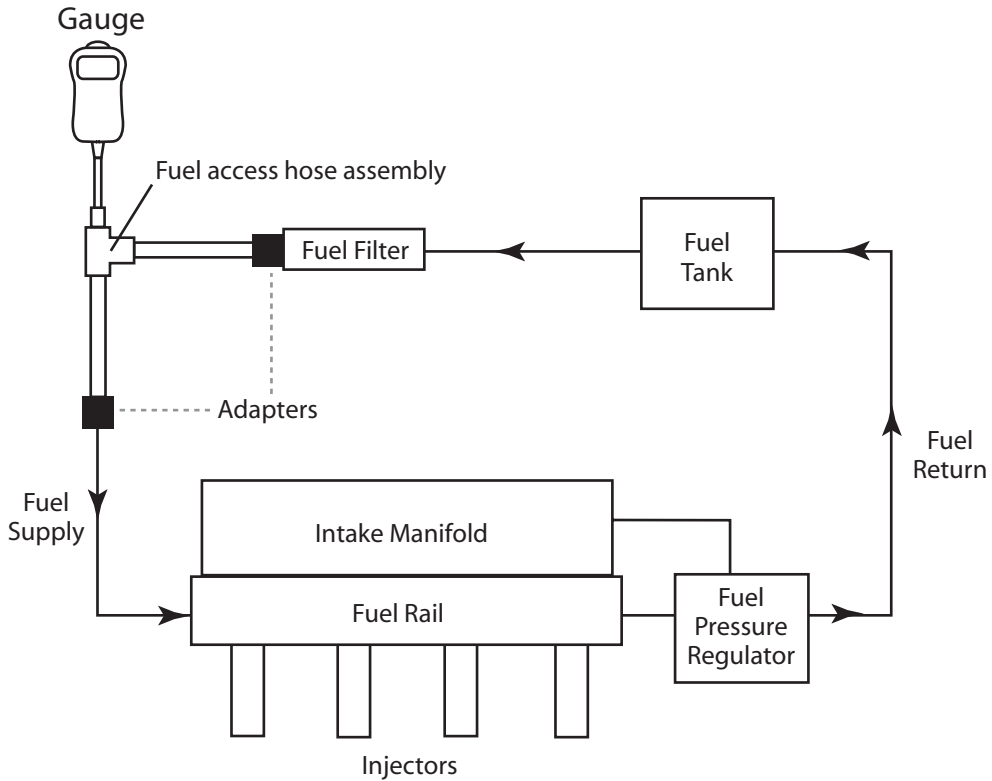 Gauge
Fuel access hose assembly
Fuel Filter
Fuel
Tank
Adapters
Fuel
Return
Fuel
Supply
Intake Manifold
Fuel Rail
Fuel
Pressure
Regulator
Injectors